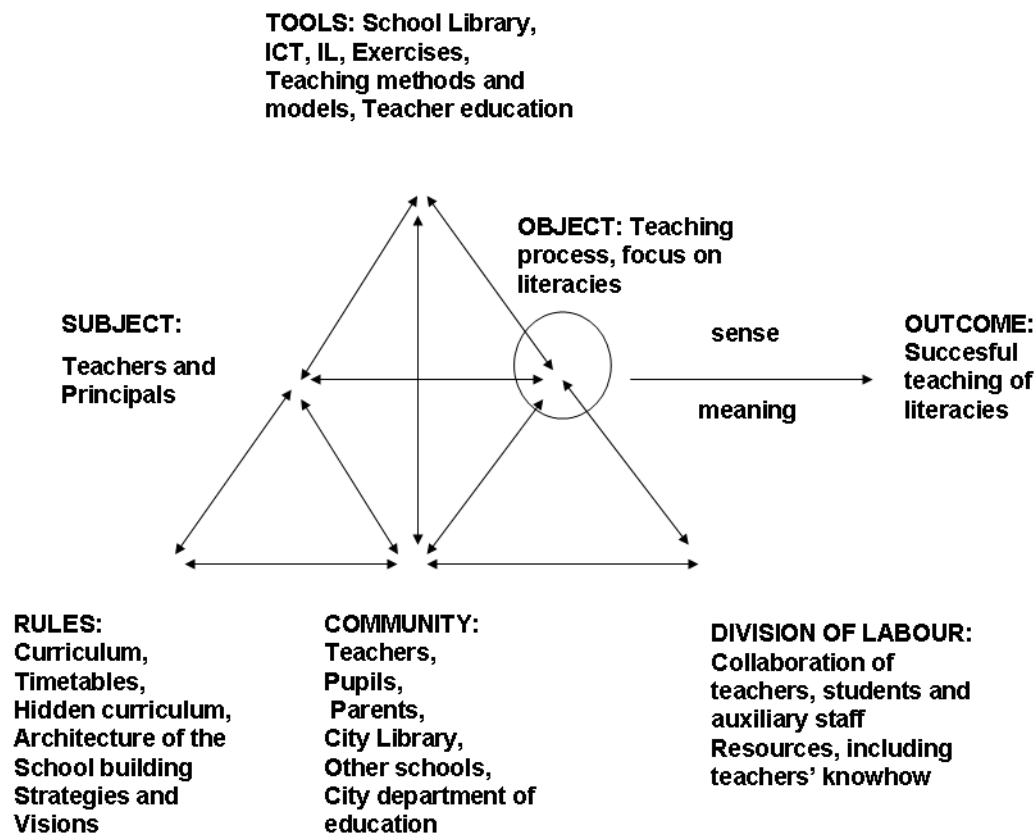 TOOLS: School Library,
ICT, IL, Exercises,
Teaching methods and
models, Teacher education
OBJECT: Teaching
process, focus on
literacies
SUBJECT:
Teachers and
Principals
sense
meaning
OUTCOME:
Succesful
teaching of
literacies
RULES:
Curriculum,
Timetables,
Hidden curriculum,
Architecture of the
School building
Strategies and
Visions
COMMUNITY:
Teachers,
Pupils,
Parents,
City Library,
Other schools,
City department of
education
DIVISION OF LABOUR:
Collaboration of
teachers, students and
auxiliary staff
Resources, including
teachers’ knowhow